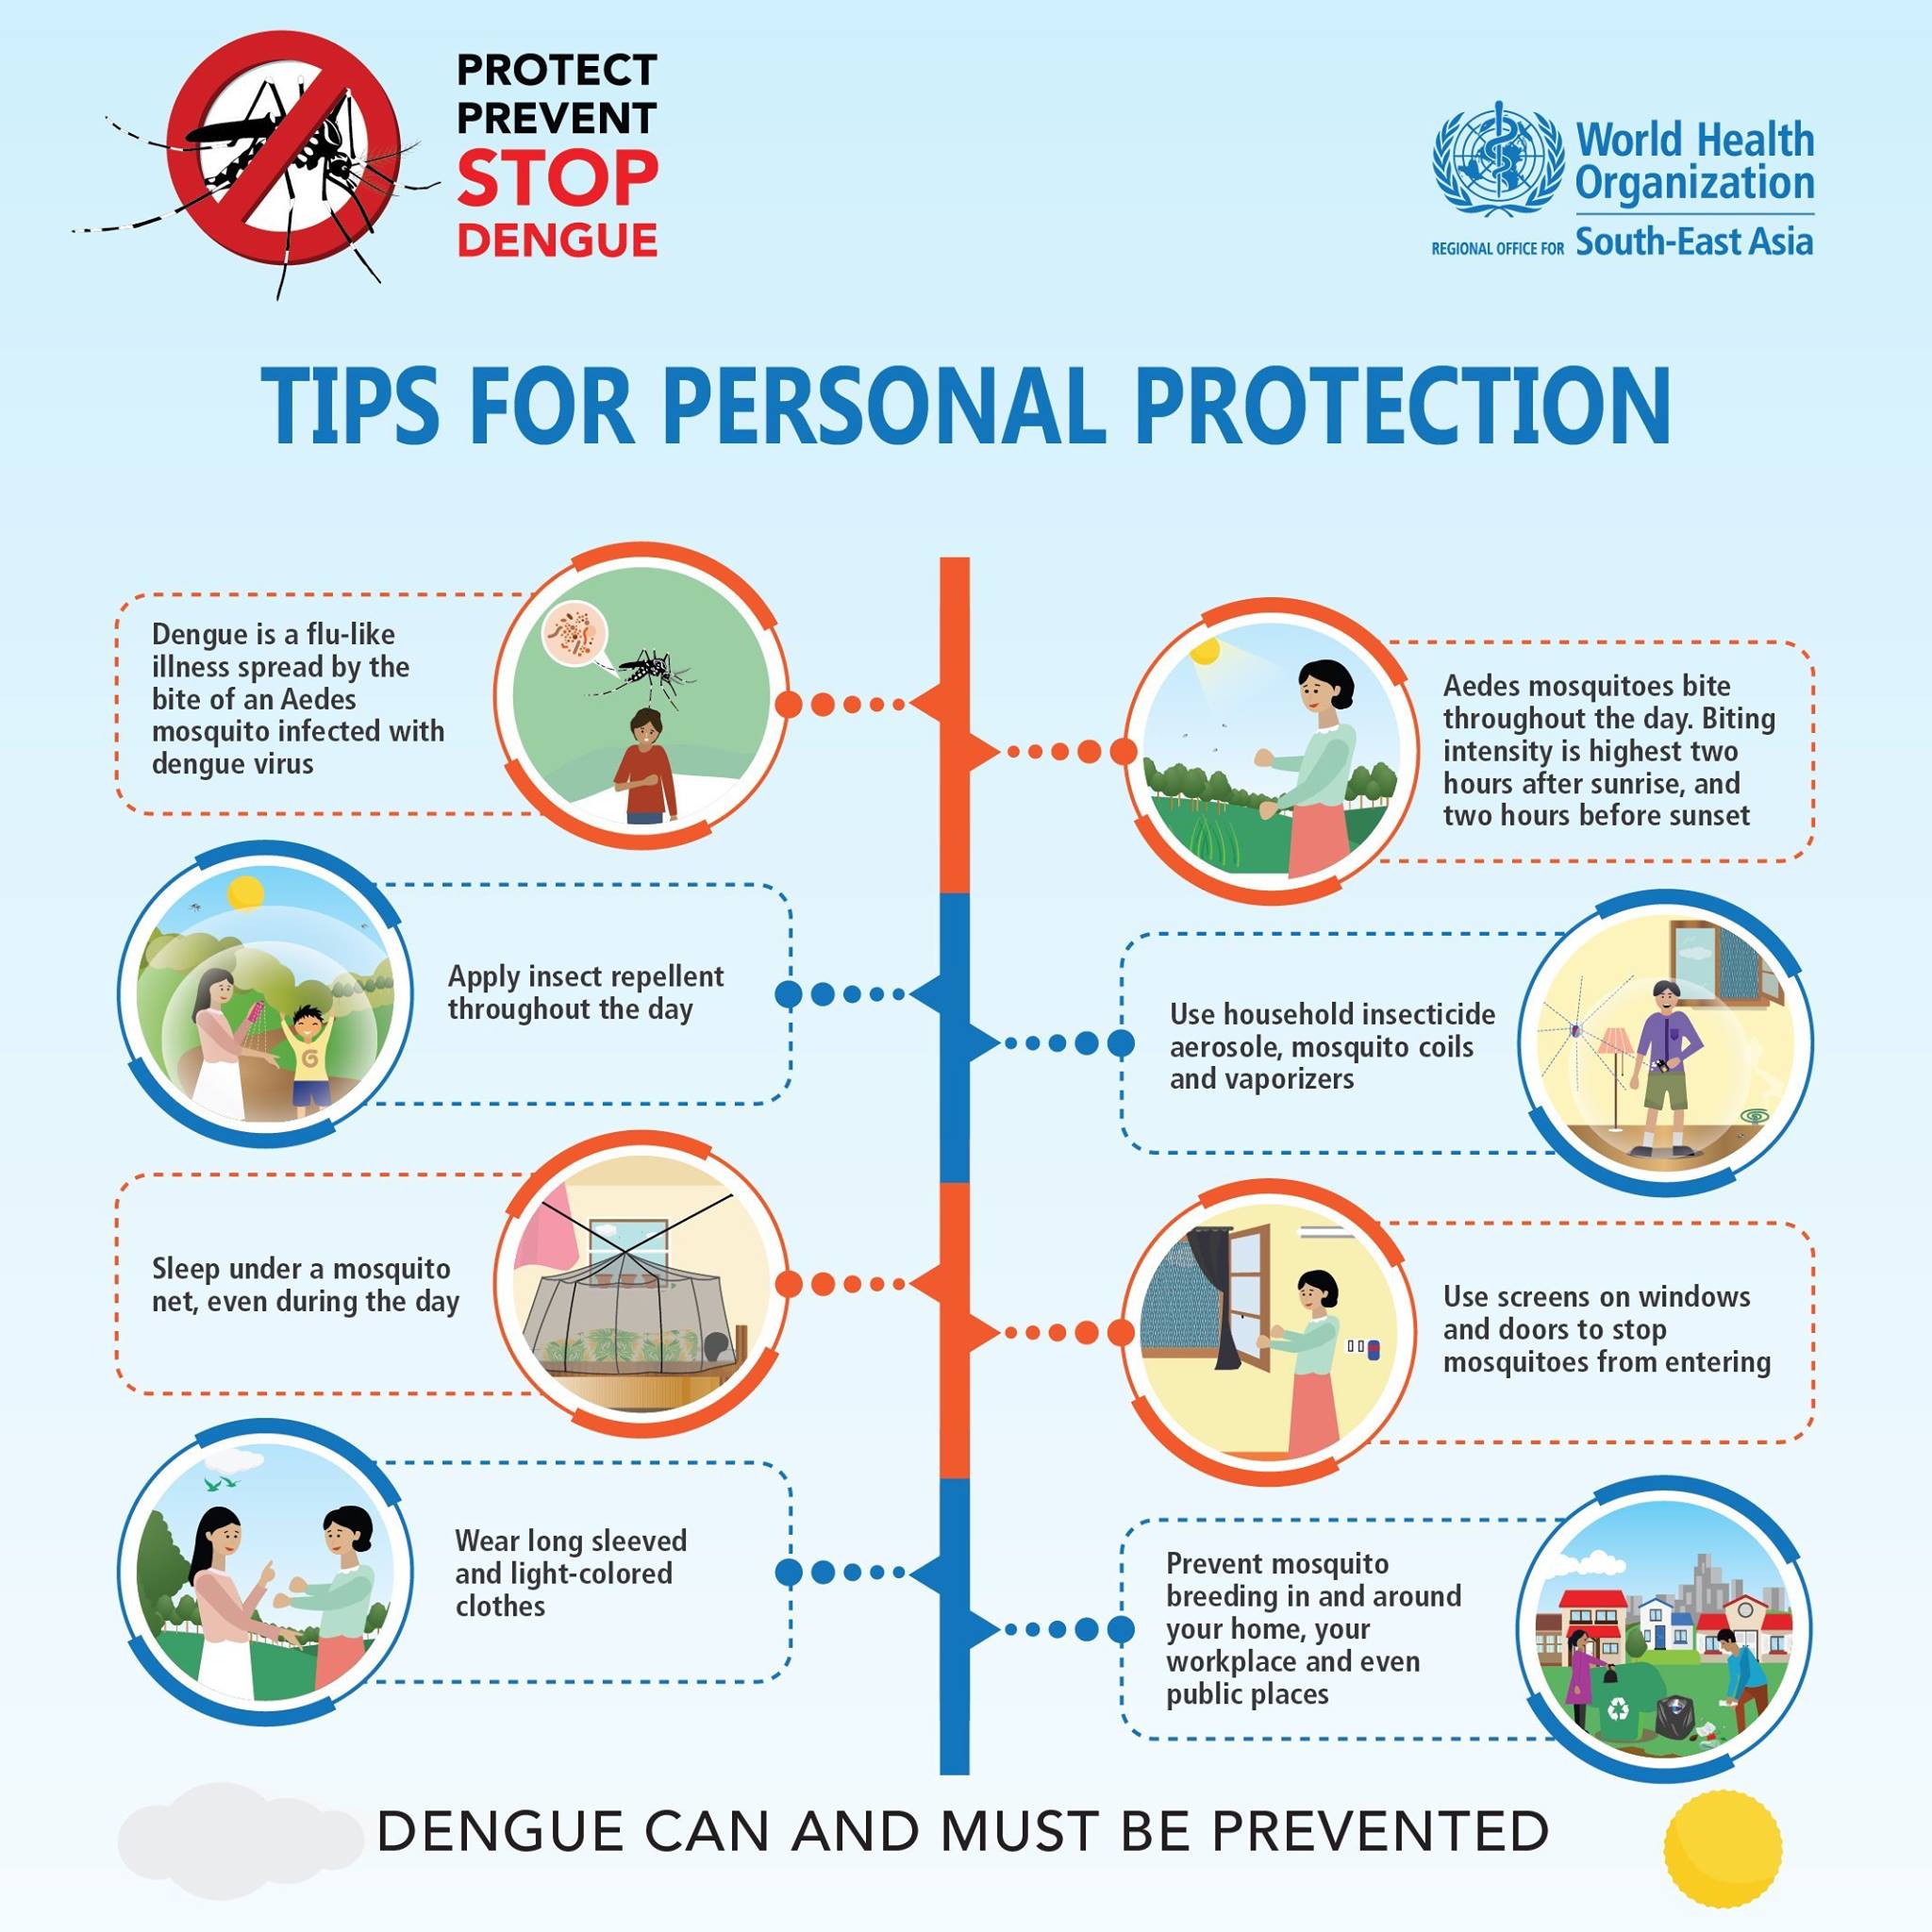 PROTECT
PREVENT
STOP
DENGUE
World Health
Organization
REGIONAL OFFICE FOR South-East Asia
TIPS FOR PERSONAL PROTECTION
Dengue is a flu-like
illness spread by the
bite of an Aedes
mosquito infected with
dengue virus
Aedes mosquitoes bite
throughout the day. Biting
intensity is highest two
hours after sunrise, and
two hours before sunset
Apply insect repellent
throughout the day
Use household insecticide
aerosole, mosquito coils
and vaporizers
Sleep under a mosquito
net, even during the day
Use screens on windows
and doors to stop
mosquitoes from entering
Wear long sleeved
and light-colored
clothes
Prevent mosquito
breeding in and around
your home, your
workplace and even
public places
DENGUE CAN AND MUST BE PREVENTED